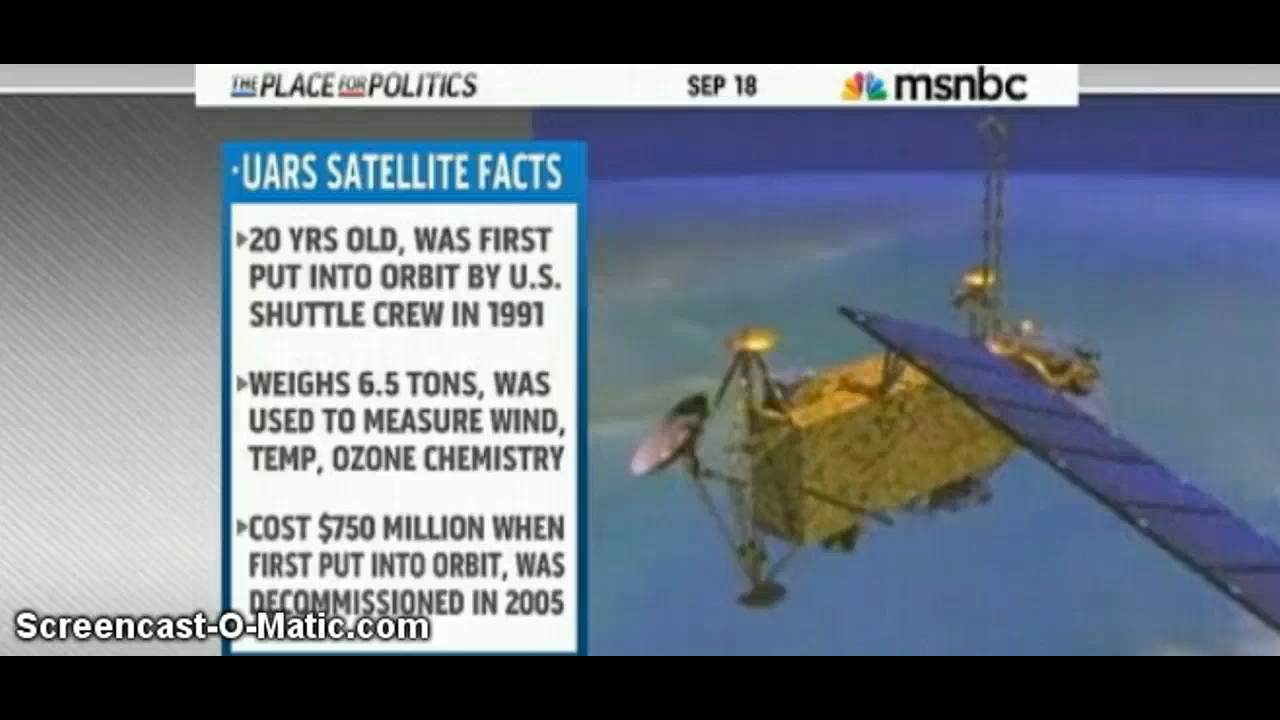 THE PLACE FOR POLITICS
SEP 18
msnbc
·UARS SATELLITE FACTS
20 YRS OLD, WAS FIRST
PUT INTO ORBIT BY U.S.
SHUTTLE CREW IN 1991
WEIGHS 6.5 TONS, WAS
USED TO MEASURE WIND,
TEMP, OZONE CHEMISTRY
COST $750 MILLION WHEN
FIRST PUT INTO ORBIT, WAS
DECOMMISSIONED IN 2005
Screencast-O-Matic.com